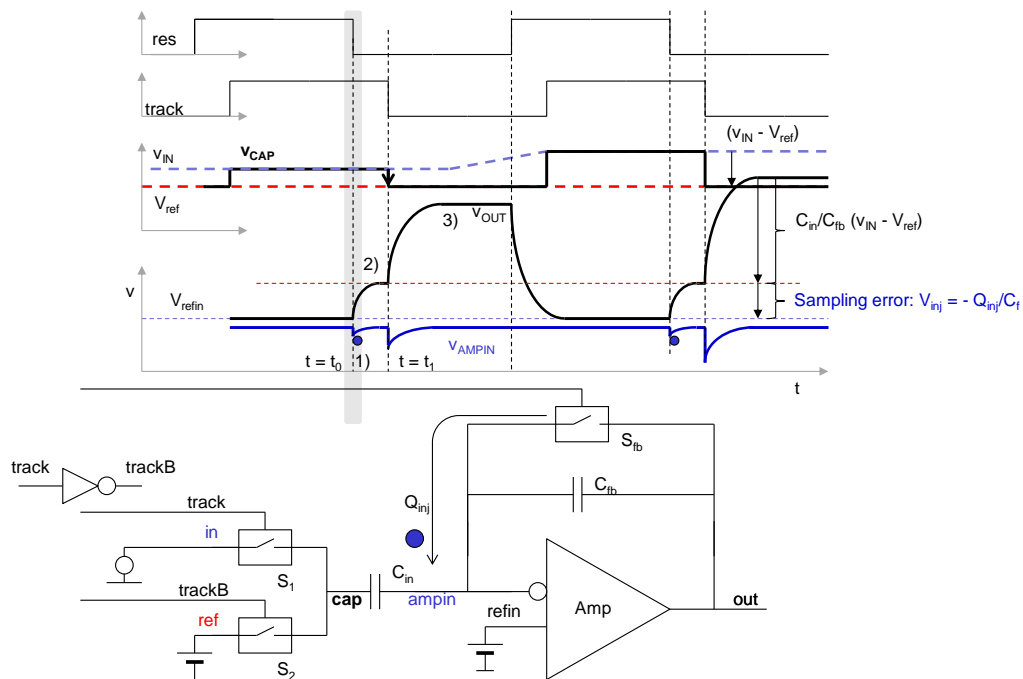 res
track
(vIN - Vref)
vIN
vCAP
Vref
3)
vOUT
Cin/Cfb (vIN - Vref)
2)
v
Vrefin
Sampling error: Vinj = - Qinj/Cf
vAMPIN
t = t0
1)
t = t1
t
Sfb
track
trackB
Cfb
Qinj
track
in
S1
Cin
trackB
cap
ampin
refin
Amp
out
ref
S2